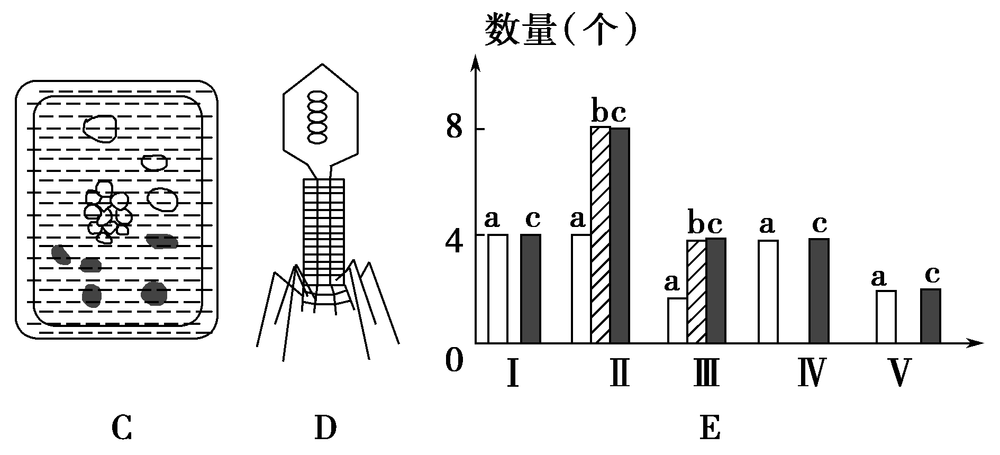 数量(个)
8
bc
4
a c a bc a c
a a c
0
Ⅰ Ⅱ Ⅲ Ⅳ Ⅴ
C D E